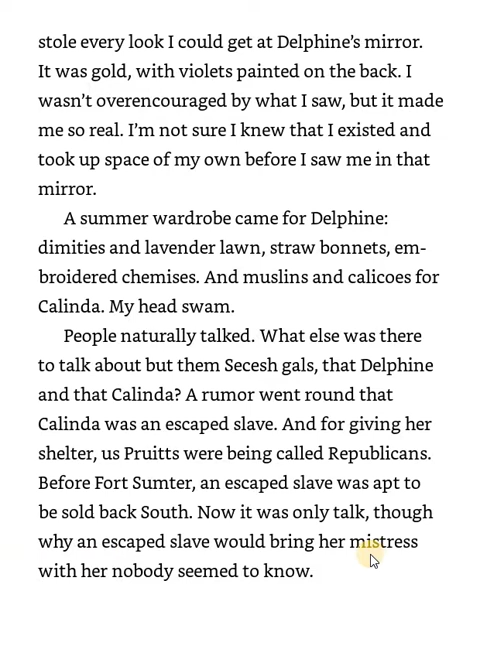 stole every look I could get at Delphine’s mirror.
It was gold, with violets painted on the back. I
wasn’t overencouraged by what I saw, but it made
me so real. I’m not sure I knew that I existed and
took up space of my own before I saw me in that
mirror.
A summer wardrobe came for Delphine:
dimities and lavender lawn, straw bonnets, em-
broidered chemises. And muslins and calicoes for
Calinda. My head swam.
People naturally talked. What else was there
to talk about but them Secesh gals, that Delphine
and that Calinda? A rumor went round that
Calinda was an escaped slave. And for giving her
shelter, us Pruitts were being called Republicans.
Before Fort Sumter, an escaped slave was apt to
be sold back South. Now it was only talk, though
why an escaped slave would bring her mistress
with her nobody seemed to know.